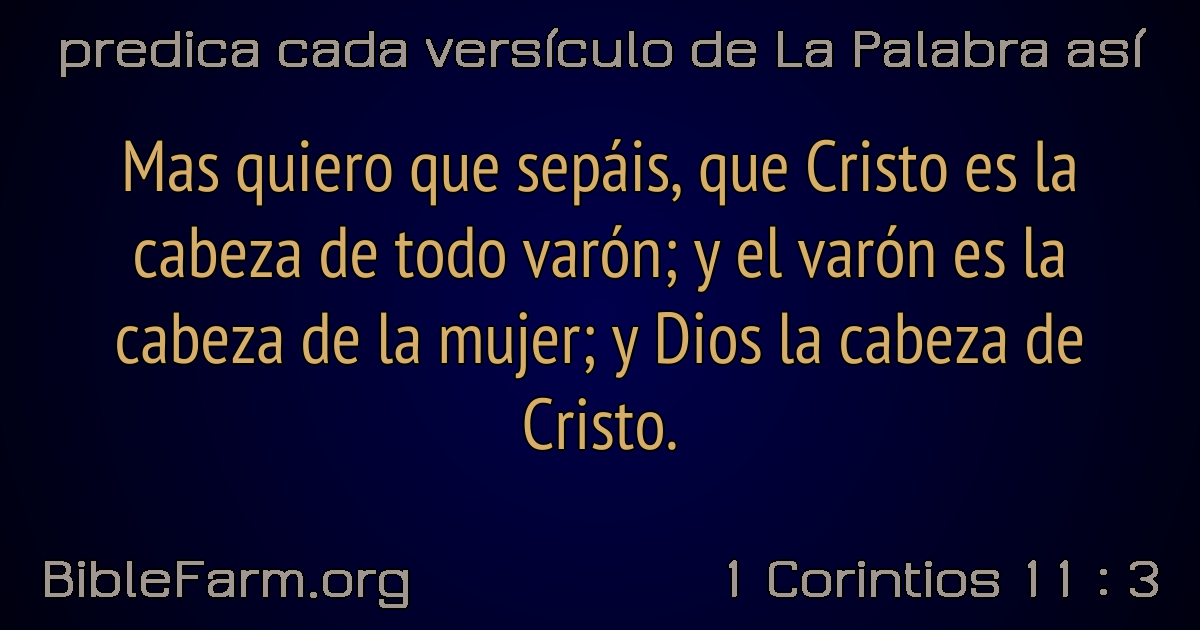 predica cada versículo de La Palabra así
Mas quiero que sepáis, que Cristo es la
cabeza de todo varón; y el varón es la
cabeza de la mujer; y Dios la cabeza de
Cristo.
BibleFarm.org
1 Corintios 11 : 3